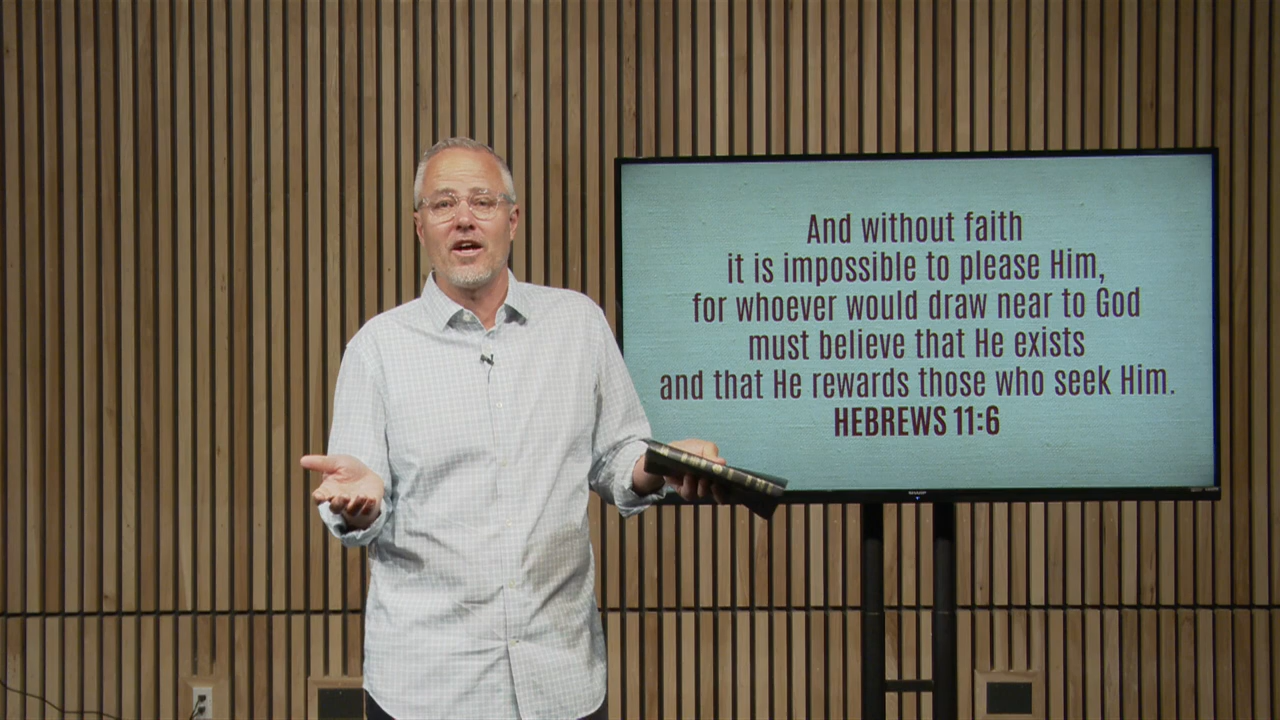 And without faith
it is impossible to please Him,
for whoever would draw near to God
must believe that He exists
and that He rewards those who seek Him.
HEBREWS 11:6
SHARP